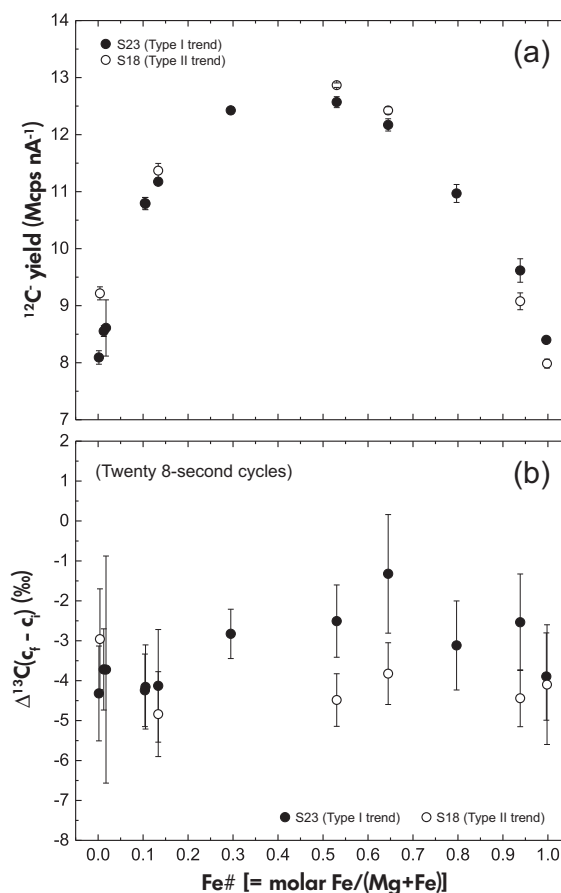 14
13
12
11
10
9
8
7
¹²C⁻ yield (Mcps nA⁻¹)
S23 (Type I trend)
S18 (Type II trend)
(a)
2
1
0
-1
-2
-3
-4
-5
-6
-7
-8
Δ¹³C(c_f – c_i) (‰)
(Twenty 8-second cycles)
(b)
S23 (Type I trend) S18 (Type II trend)
0.0 0.1 0.2 0.3 0.4 0.5 0.6 0.7 0.8 0.9 1.0
Fe# [= molar Fe/(Mg+Fe)]